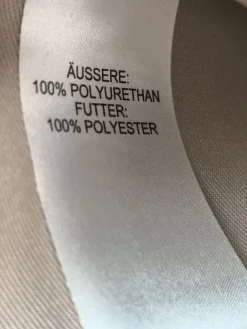 ÄUSSERE:
100% POLYURETHAN
FUTTER:
100% POLYESTER